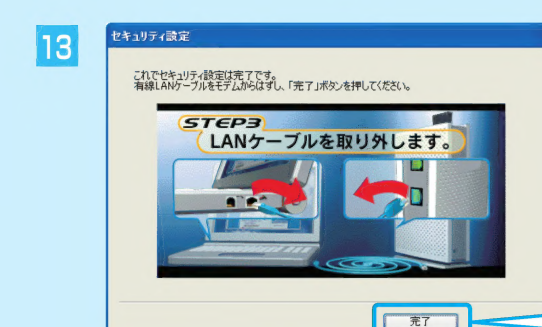 13
セキュリティ設定
これでセキュリティ設定は完了です。
有線LANケーブルをモデムからはずし、「完了」ボタンを押してください。
STEP3
LANケーブルを取り外します。
完了